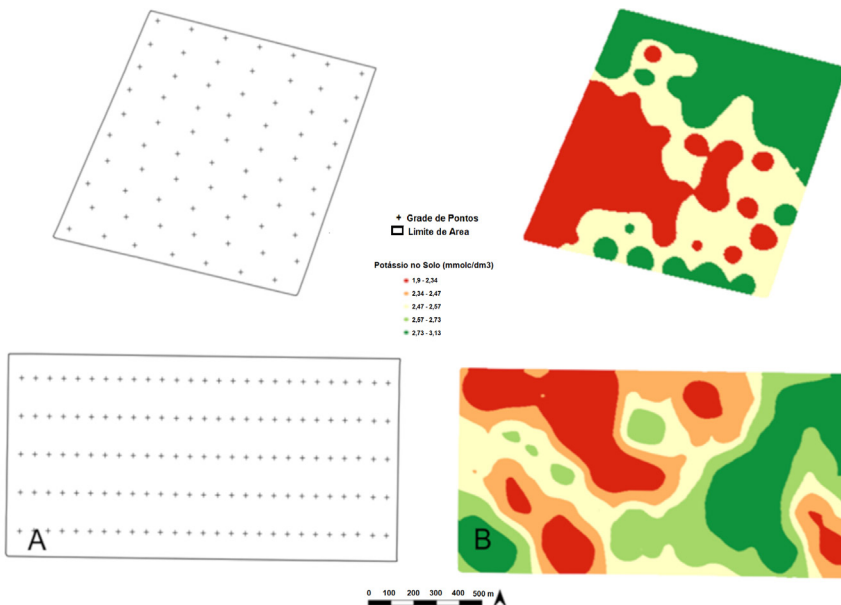 + Grade de Pontos
Limite de Area
Potássio no Solo (mmolc/dm3)
1,9 - 2,34
2,34 - 2,47
2,47 - 2,57
2,57 - 2,73
2,73 - 3,13
A
B
0 100 200 300 400 500 m